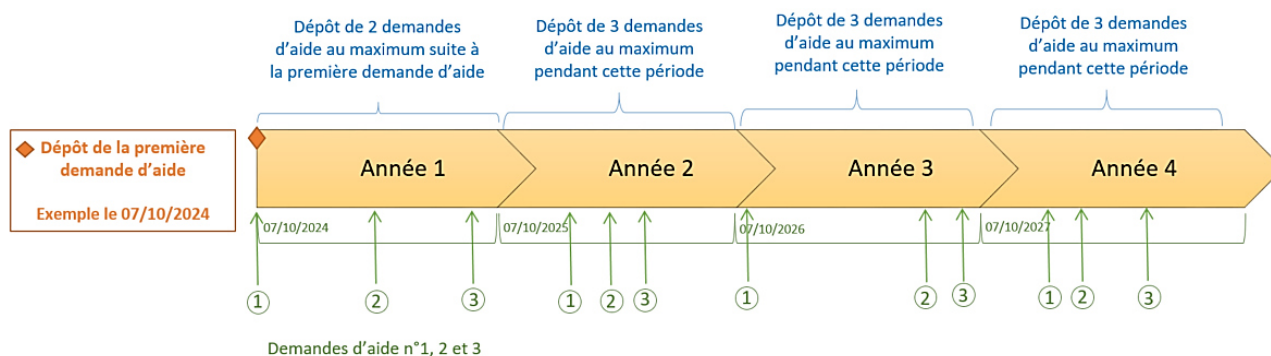 Dépôt de 2 demandes
d'aide au maximum suite à
la première demande d'aide
Dépôt de 3 demandes
d'aide au maximum
pendant cette période
Dépôt de 3 demandes
d'aide au maximum
pendant cette période
Dépôt de 3 demandes
d'aide au maximum
pendant cette période
Dépôt de la première
demande d'aide
Exemple le 07/10/2024
Année 1
Année 2
Année 3
Année 4
07/10/2024
07/10/2025
07/10/2026
07/10/2027
1
2
3
1
2
3
1
2
3
1
2
3
Demandes d'aide n°1, 2 et 3